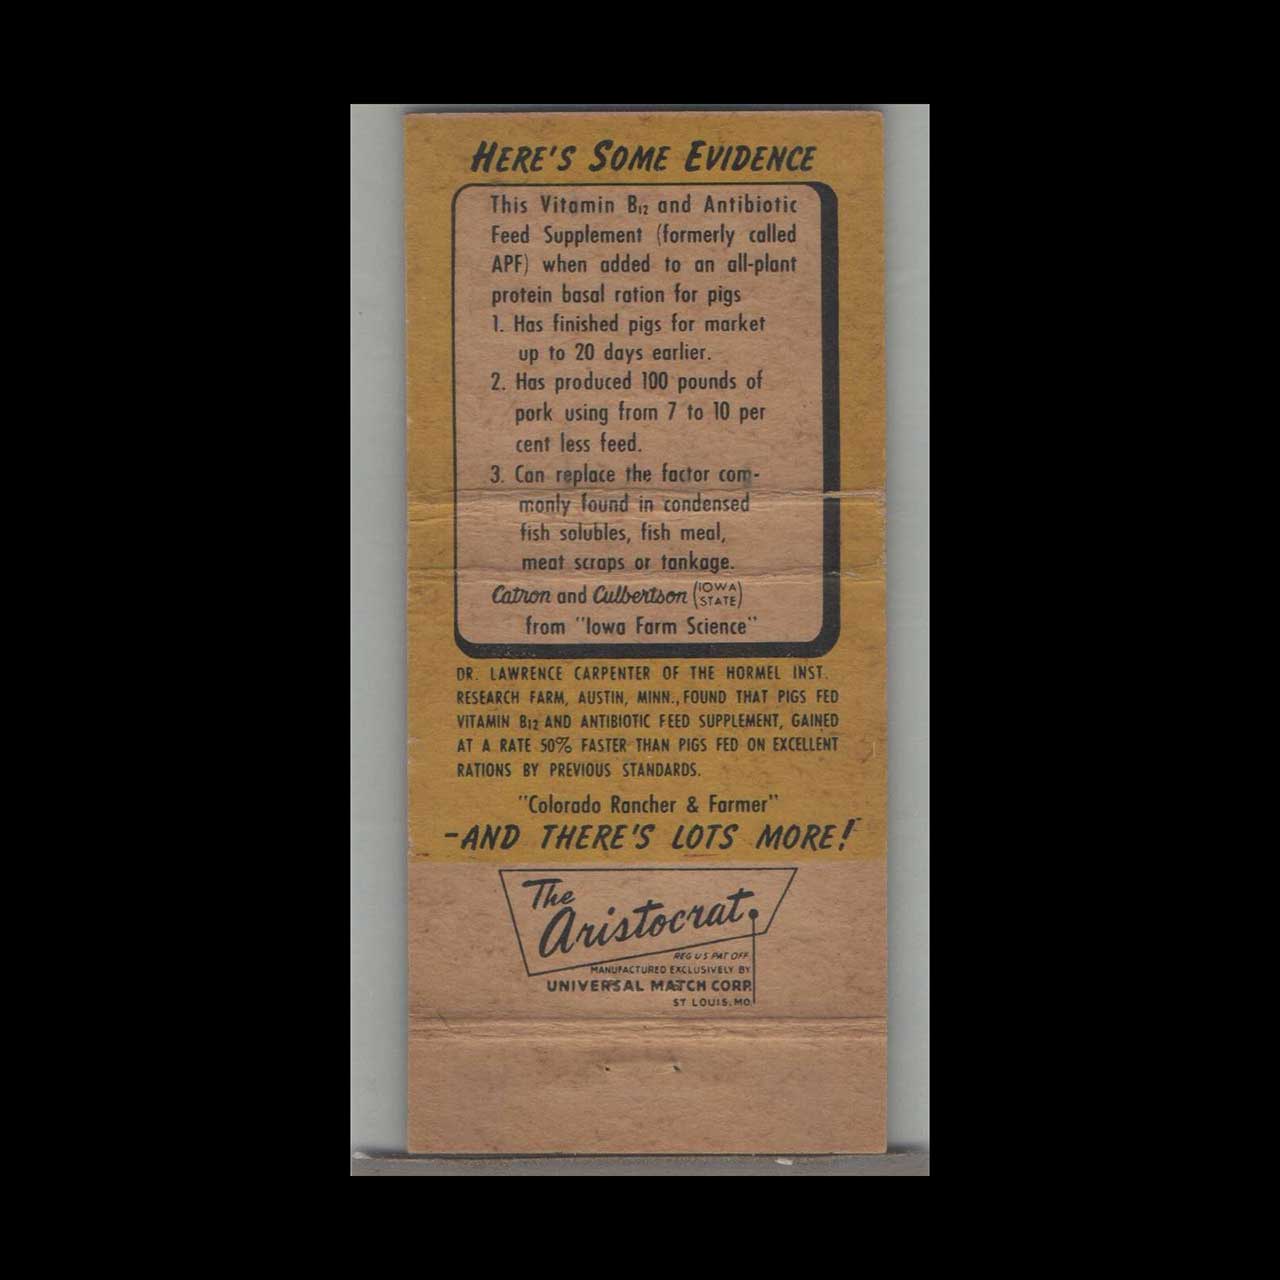 HERE'S SOME EVIDENCE
This Vitamin B12 and Antibiotic
Feed Supplement (formerly called
APF) when added to an all-plant
protein basal ration for pigs
1. Has finished pigs for market
up to 20 days earlier.
2. Has produced 100 pounds of
pork using from 7 to 10 per
cent less feed.
3. Can replace the factor com-
monly found in condensed
fish solubles, fish meal,
meat scraps or tankage.
Catron and Culbertson (IOWA STATE)
from "Iowa Farm Science"
DR. LAWRENCE CARPENTER OF THE HORMEL INST.
RESEARCH FARM, AUSTIN, MINN., FOUND THAT PIGS FED
VITAMIN B12 AND ANTIBIOTIC FEED SUPPLEMENT, GAINED
AT A RATE 50% FASTER THAN PIGS FED ON EXCELLENT
RATIONS BY PREVIOUS STANDARDS.
"Colorado Rancher & Farmer"
-AND THERE'S LOTS MORE!
The
Aristocrat
REG US PAT OFF
MANUFACTURED EXCLUSIVELY BY
UNIVERSAL MATCH CORP.
ST LOUIS, MO.